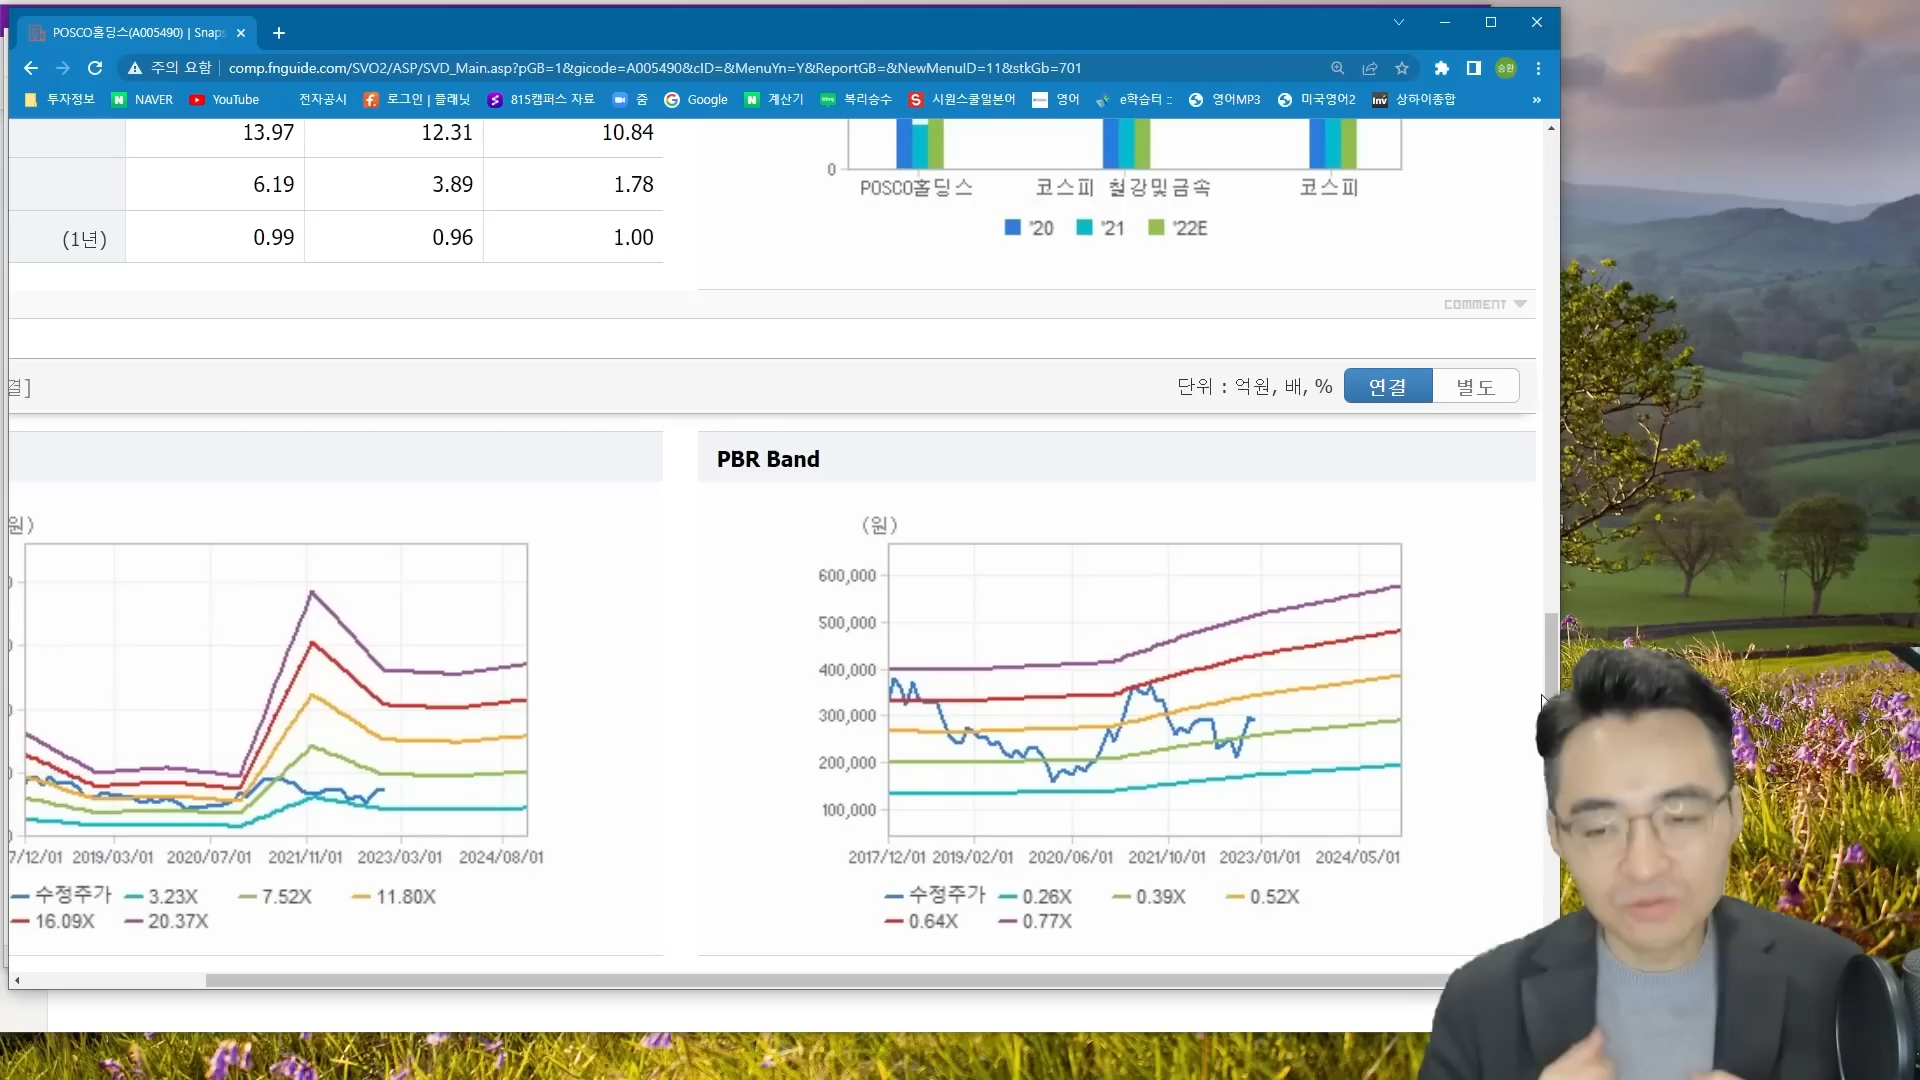 POSCO홀딩스(A005490) | Snaps
주의 요함
comp.fnguide.com/SVO2/ASP/SVD_Main.asp?pGB=1&gicode=A005490&cID=&MenuYn=Y&ReportGB=&NewMenuID=11&stkGb=701
승환
투자정보 NAVER YouTube 전자공시 로그인 | 플래닛 815캠퍼스 자료 줌 Google 계산기 복리승수 시원스쿨일본어 영어 e학습터 :: 영어MP3 미국영어2 상하이종합
13.97 12.31 10.84
6.19 3.89 1.78
(1년) 0.99 0.96 1.00
0
POSCO홀딩스 코스피 철강및금속 코스피
'20 '21 '22E
COMMENT
결]
단위 : 억원, 배, % 연결 별도
PBR Band
원)
7/12/01 2019/03/01 2020/07/01 2021/11/01 2023/03/01 2024/08/01
수정주가 3.23X 7.52X 11.80X
16.09X 20.37X
(원)
600,000
500,000
400,000
300,000
200,000
100,000
2017/12/01 2019/02/01 2020/06/01 2021/10/01 2023/01/01 2024/05/01
수정주가 0.26X 0.39X 0.52X
0.64X 0.77X